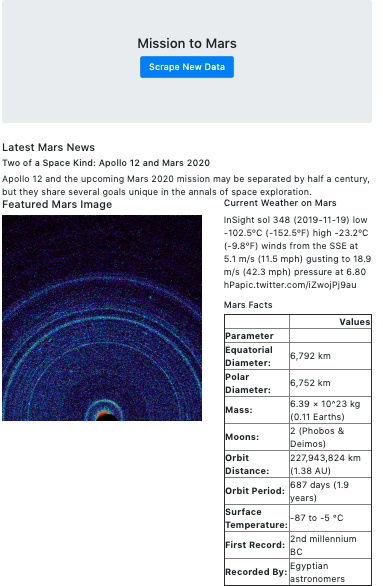 Mission to Mars
Scrape New Data
Latest Mars News
Two of a Space Kind: Apollo 12 and Mars 2020
Apollo 12 and the upcoming Mars 2020 mission may be separated by half a century,
but they share several goals unique in the annals of space exploration.
Featured Mars Image
Current Weather on Mars
InSight sol 348 (2019-11-19) low
-102.5ºC (-152.5ºF) high -23.2ºC
(-9.8ºF) winds from the SSE at
5.1 m/s (11.5 mph) gusting to 18.9
m/s (42.3 mph) pressure at 6.80
hPapic.twitter.com/iZwojPj9au
Mars Facts
Values
Parameter
Equatorial
Diameter:
6,792 km
Polar
Diameter:
6,752 km
Mass:
6.39 × 10^23 kg
(0.11 Earths)
Moons:
2 (Phobos &
Deimos)
Orbit
Distance:
227,943,824 km
(1.38 AU)
Orbit Period:
687 days (1.9
years)
Surface
Temperature:
-87 to -5 °C
First Record:
2nd millennium
BC
Recorded By:
Egyptian
astronomers